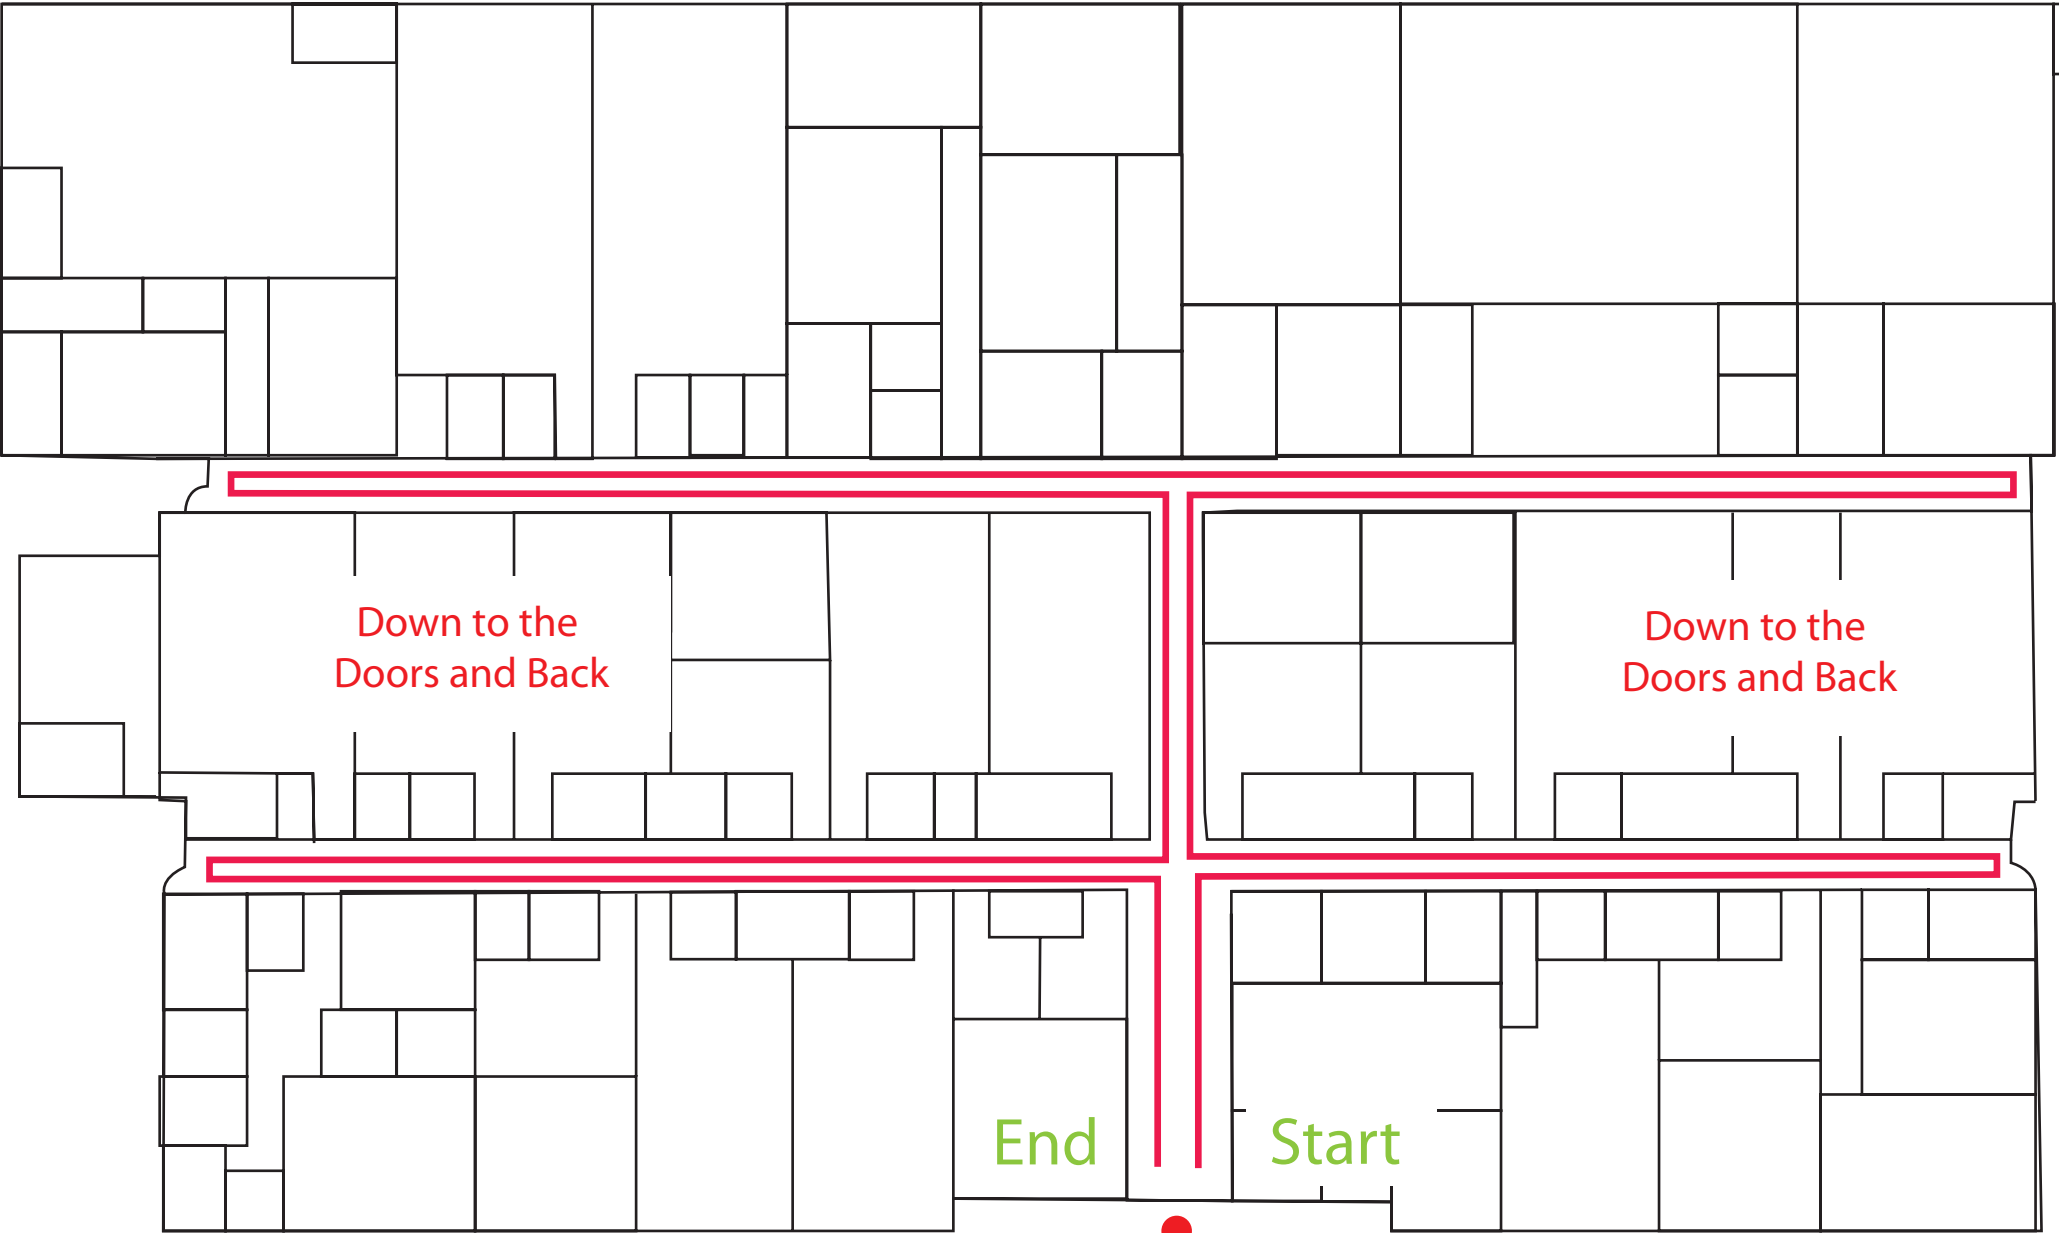 Down to the
Doors and Back
Down to the
Doors and Back
End
Start